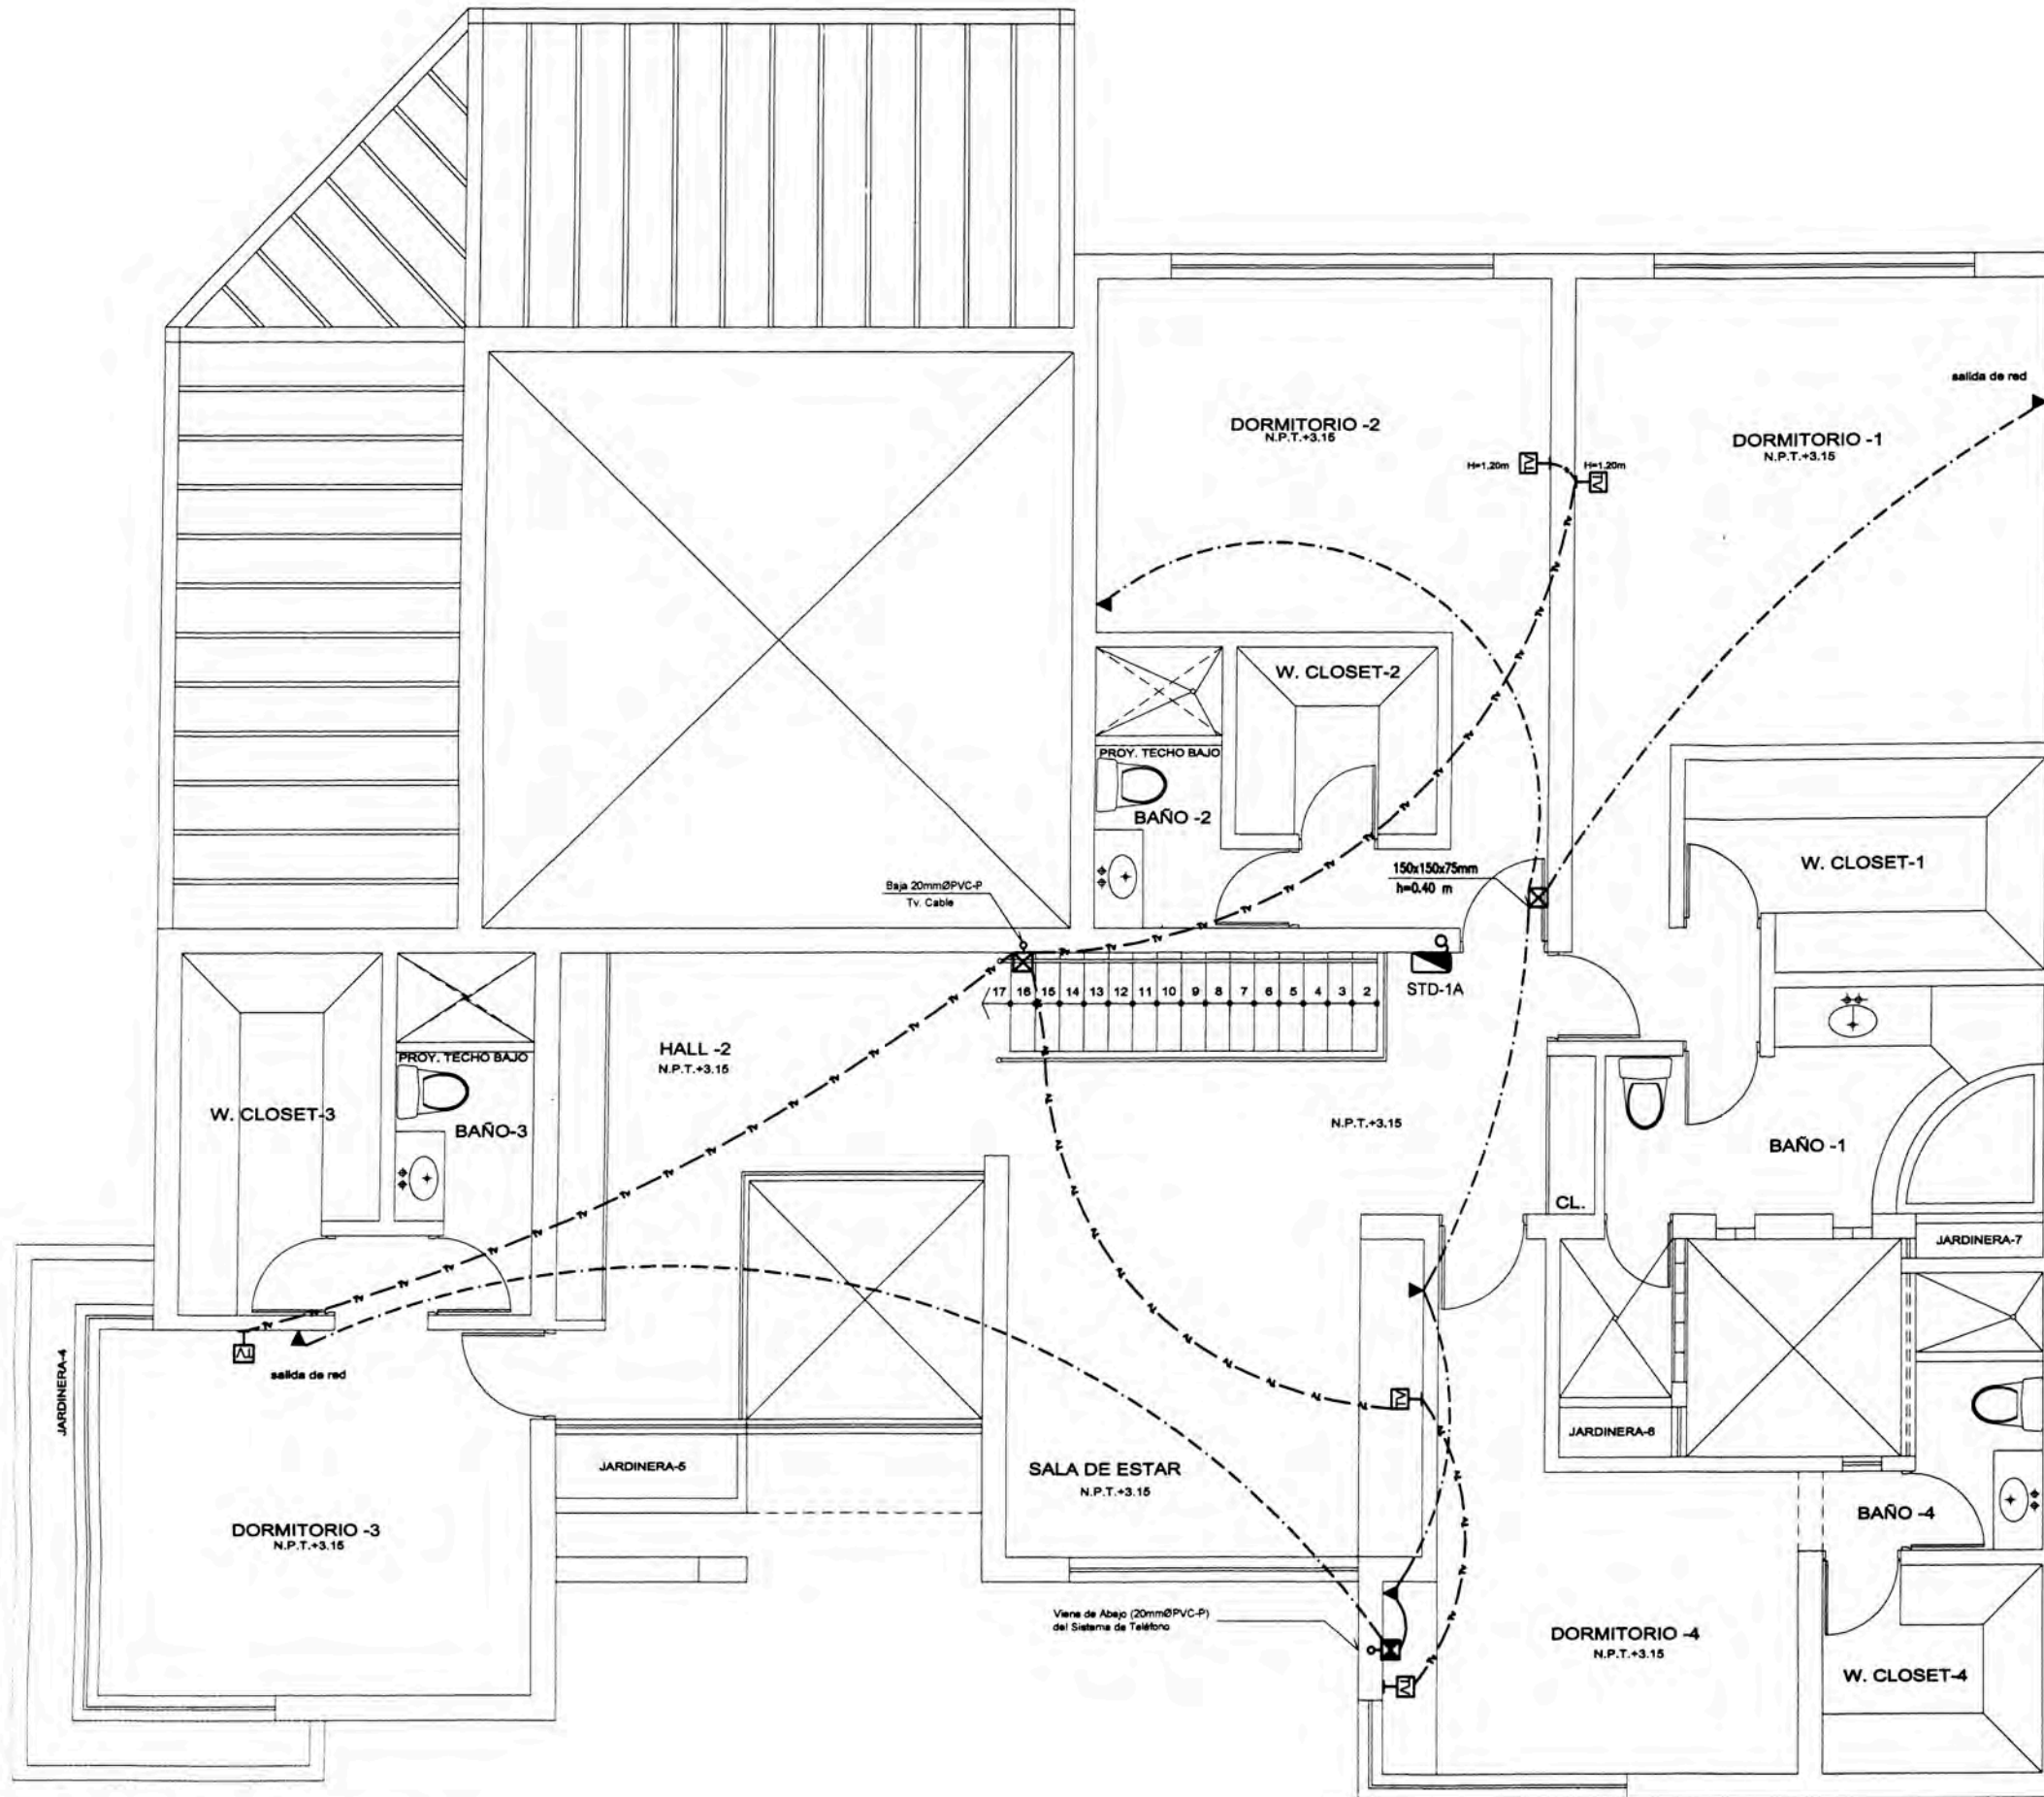 salida de red
DORMITORIO -2
N.P.T.+3.15
DORMITORIO -1
N.P.T.+3.15
H=1.20m
TV
H=1.20m
TV
W. CLOSET-2
PROY. TECHO BAJO
BAÑO -2
150x150x75mm
h=0.40 m
W. CLOSET-1
Baja 20mmØPVC-P
Tv. Cable
17 16 15 14 13 12 11 10 9 8 7 6 5 4 3 2
STD-1A
HALL -2
N.P.T.+3.15
PROY. TECHO BAJO
W. CLOSET-3
BAÑO-3
N.P.T.+3.15
BAÑO -1
CL.
JARDINERA-7
TV
salida de red
JARDINERA-4
TV
JARDINERA-6
JARDINERA-5
SALA DE ESTAR
N.P.T.+3.15
BAÑO -4
DORMITORIO -3
N.P.T.+3.15
Viene de Abajo (20mmØPVC-P)
del Sistema de Teléfono
DORMITORIO -4
N.P.T.+3.15
W. CLOSET-4
TV